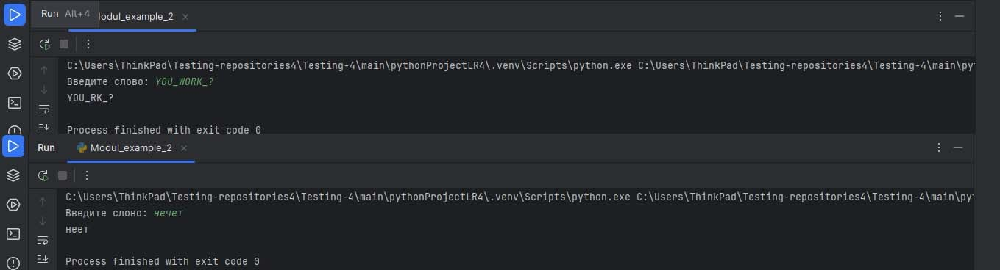 Run Alt+4
odul_example_2
C:\Users\ThinkPad\Testing-repositories4\Testing-4\main\pythonProjectLR4\.venv\Scripts\python.exe C:\Users\ThinkPad\Testing-repositories4\Testing-4\main\py
Введите слово: YOU_WORK_?
YOU_RK_?
Process finished with exit code 0
Run Modul_example_2
C:\Users\ThinkPad\Testing-repositories4\Testing-4\main\pythonProjectLR4\.venv\Scripts\python.exe C:\Users\ThinkPad\Testing-repositories4\Testing-4\main\pyt
Введите слово: нечет
неет
Process finished with exit code 0